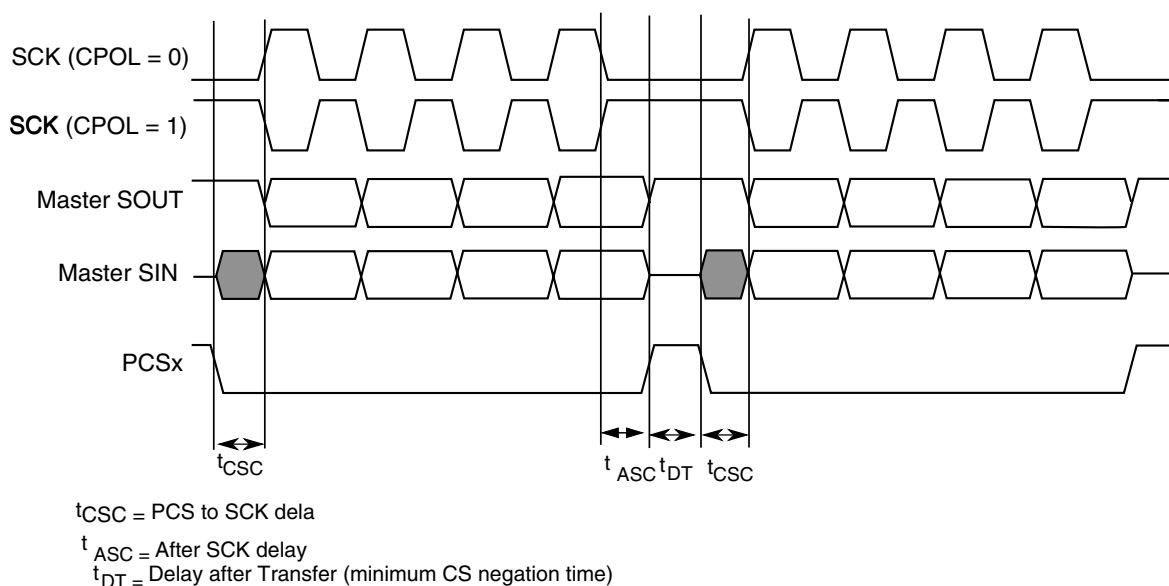 SCK (CPOL = 0)
SCK (CPOL = 1)
Master SOUT
Master SIN
PCSx
tCSC
t ASC
tDT
tCSC
tCSC = PCS to SCK dela
t ASC = After SCK delay
tDT = Delay after Transfer (minimum CS negation time)